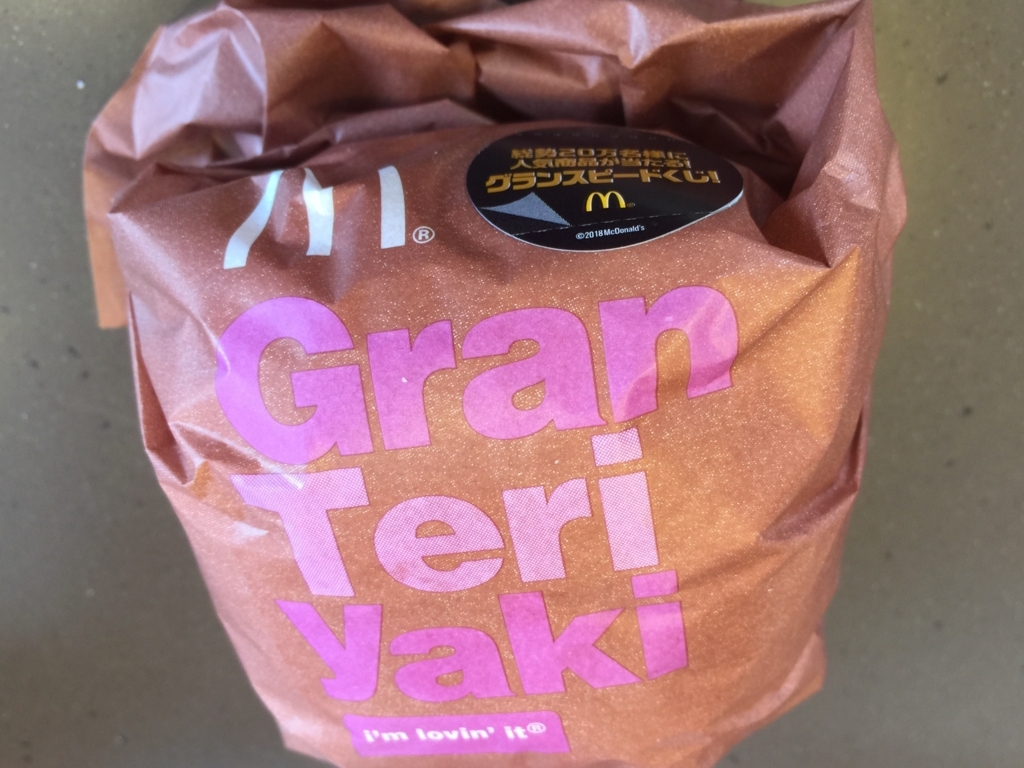 総勢20万名様に
人気商品が当たる!
グランスピードくじ!
©2018 McDonald's
®
Gran
Teri
yaki
i'm lovin' it®